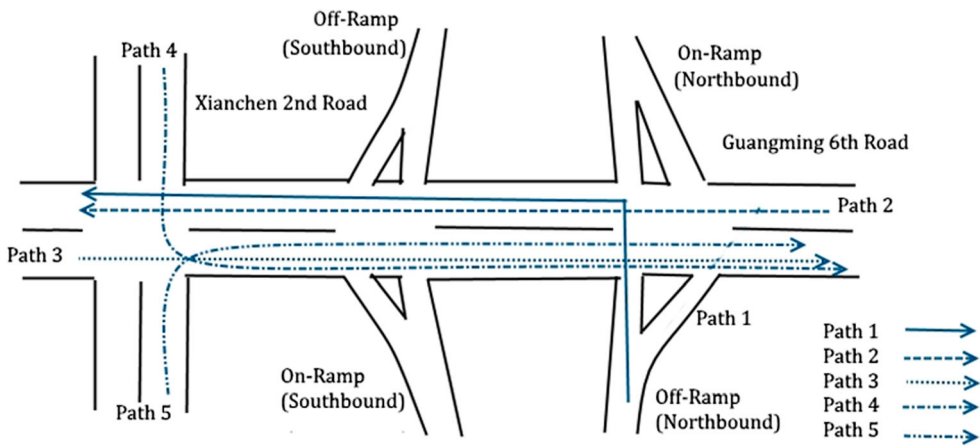 Off-Ramp
(Southbound)
Path 4
On-Ramp
(Northbound)
Xianchen 2nd Road
Guangming 6th Road
Path 2
Path 3
Path 1
On-Ramp
(Southbound)
Off-Ramp
(Northbound)
Path 5
Path 1
Path 2
Path 3
Path 4
Path 5